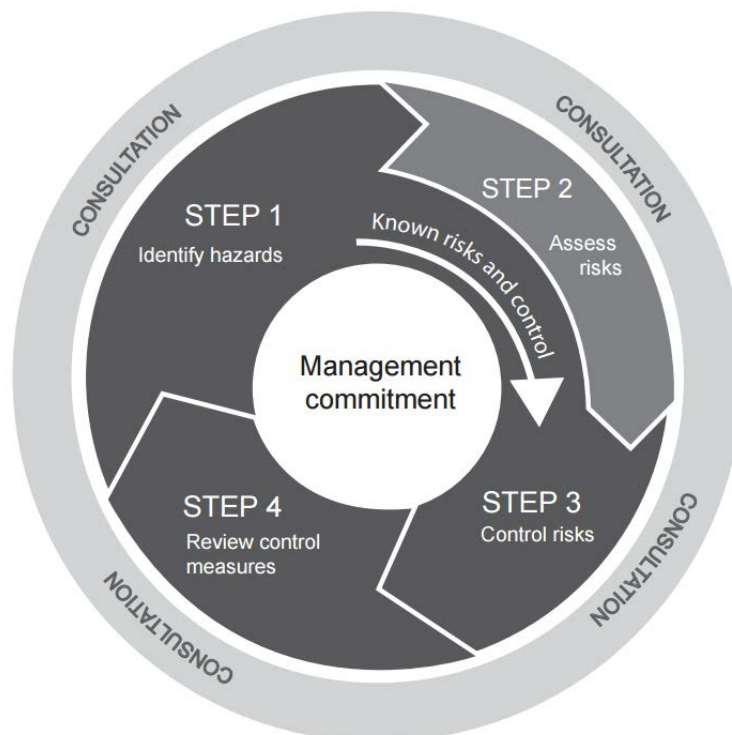 CONSULTATION
CONSULTATION
STEP 1
Identify hazards
STEP 2
Assess
risks
Known risks and control
Management
commitment
STEP 4
Review control
measures
STEP 3
Control risks
CONSULTATION
CONSULTATION